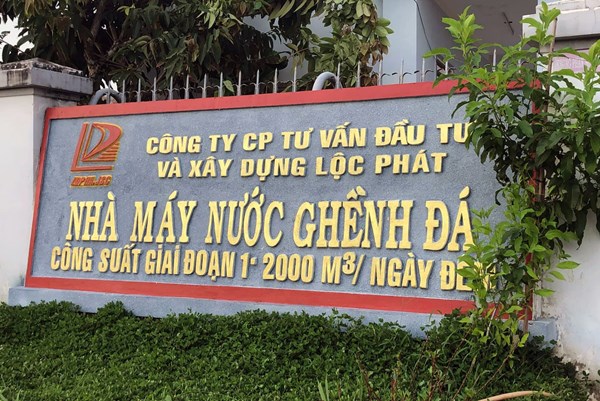 CÔNG TY CP TƯ VẤN ĐẦU TƯ
VÀ XÂY DỰNG LỘC PHÁT
NHÀ MÁY NƯỚC GHỀNH ĐÁ
CÔNG SUẤT GIAI ĐOẠN 1: 2000 M³/ NGÀY